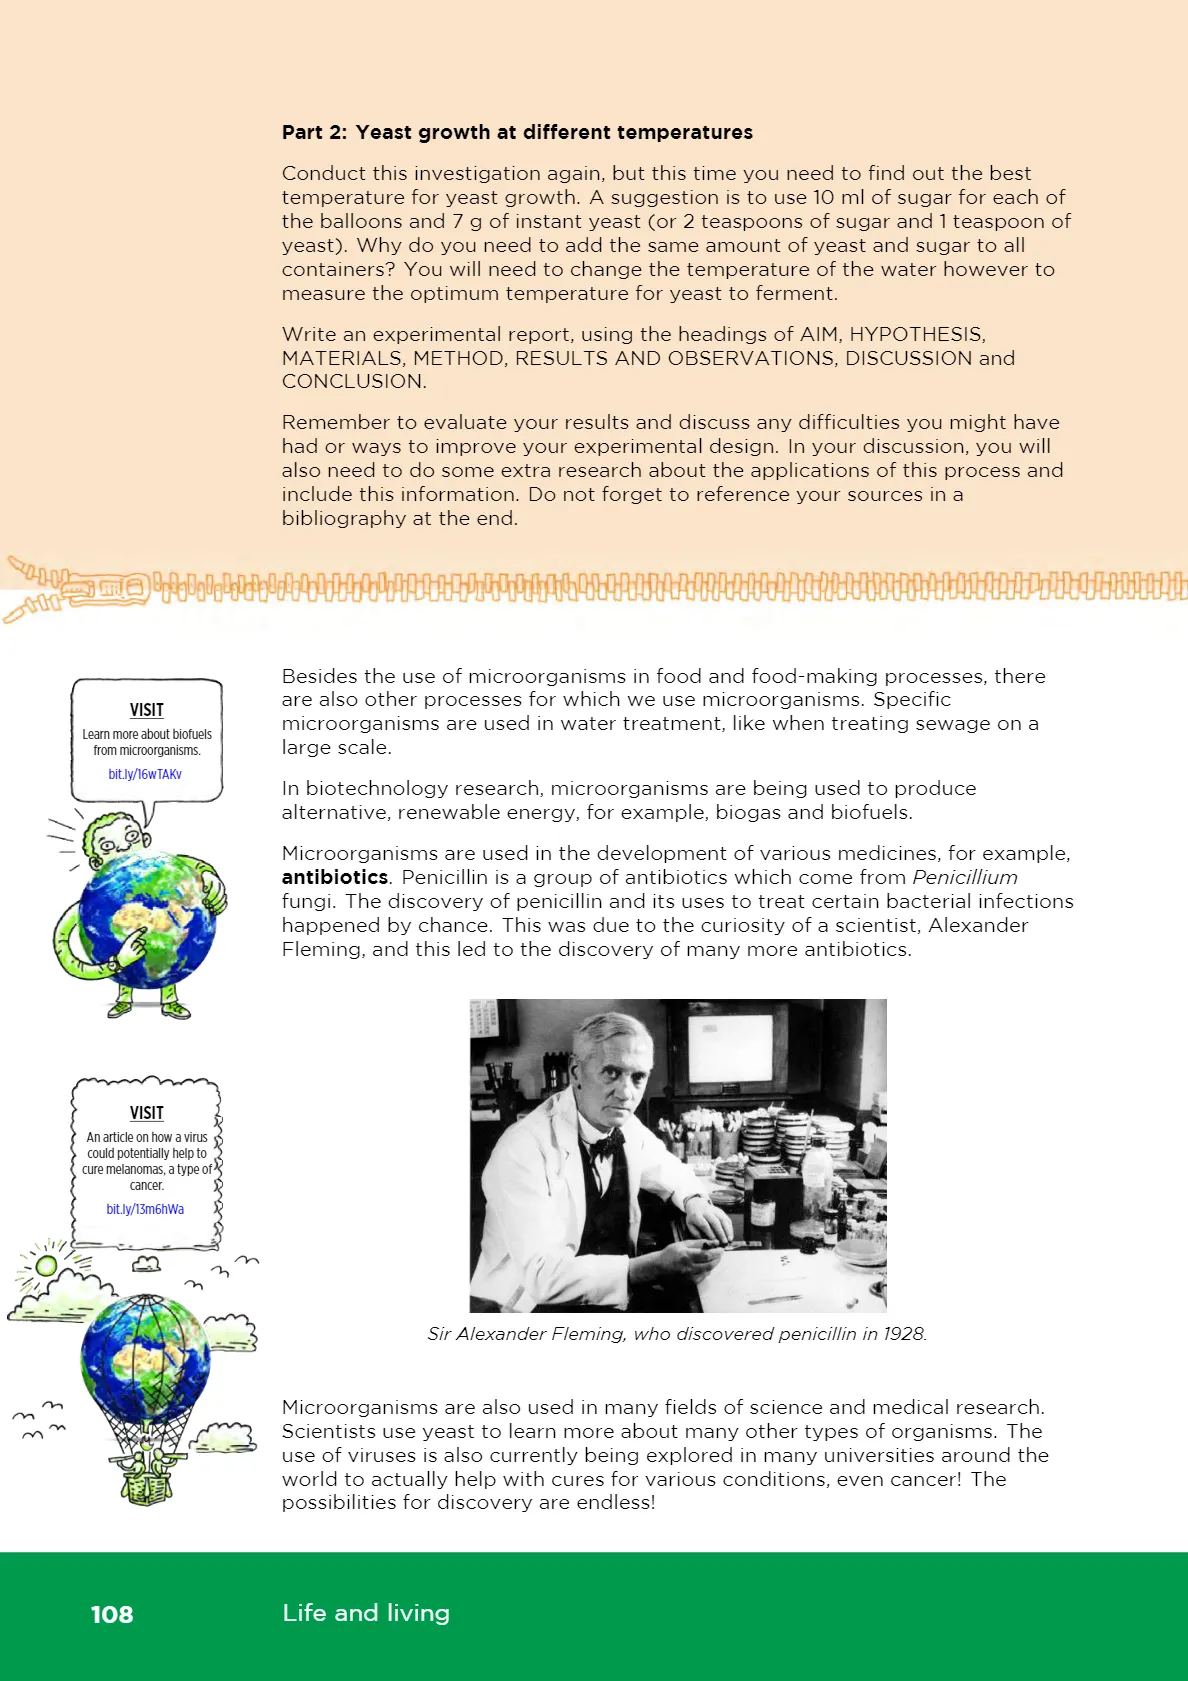 Part 2: Yeast growth at different temperatures
Conduct this investigation again, but this time you need to find out the best
temperature for yeast growth. A suggestion is to use 10 ml of sugar for each of
the balloons and 7 g of instant yeast (or 2 teaspoons of sugar and 1 teaspoon of
yeast). Why do you need to add the same amount of yeast and sugar to all
containers? You will need to change the temperature of the water however to
measure the optimum temperature for yeast to ferment.
Write an experimental report, using the headings of AIM, HYPOTHESIS,
MATERIALS, METHOD, RESULTS AND OBSERVATIONS, DISCUSSION and
CONCLUSION.
Remember to evaluate your results and discuss any difficulties you might have
had or ways to improve your experimental design. In your discussion, you will
also need to do some extra research about the applications of this process and
include this information. Do not forget to reference your sources in a
bibliography at the end.
Besides the use of microorganisms in food and food-making processes, there
are also other processes for which we use microorganisms. Specific
microorganisms are used in water treatment, like when treating sewage on a
large scale.
VISIT
Learn more about biofuels
from microorganisms.
bit.ly/16wTAKv
In biotechnology research, microorganisms are being used to produce
alternative, renewable energy, for example, biogas and biofuels.
Microorganisms are used in the development of various medicines, for example,
antibiotics. Penicillin is a group of antibiotics which come from Penicillium
fungi. The discovery of penicillin and its uses to treat certain bacterial infections
happened by chance. This was due to the curiosity of a scientist, Alexander
Fleming, and this led to the discovery of many more antibiotics.
VISIT
An article on how a virus
could potentially help to
cure melanomas, a type of
cancer.
bit.ly/13m6hWa
Sir Alexander Fleming, who discovered penicillin in 1928.
Microorganisms are also used in many fields of science and medical research.
Scientists use yeast to learn more about many other types of organisms. The
use of viruses is also currently being explored in many universities around the
world to actually help with cures for various conditions, even cancer! The
possibilities for discovery are endless!
108
Life and living